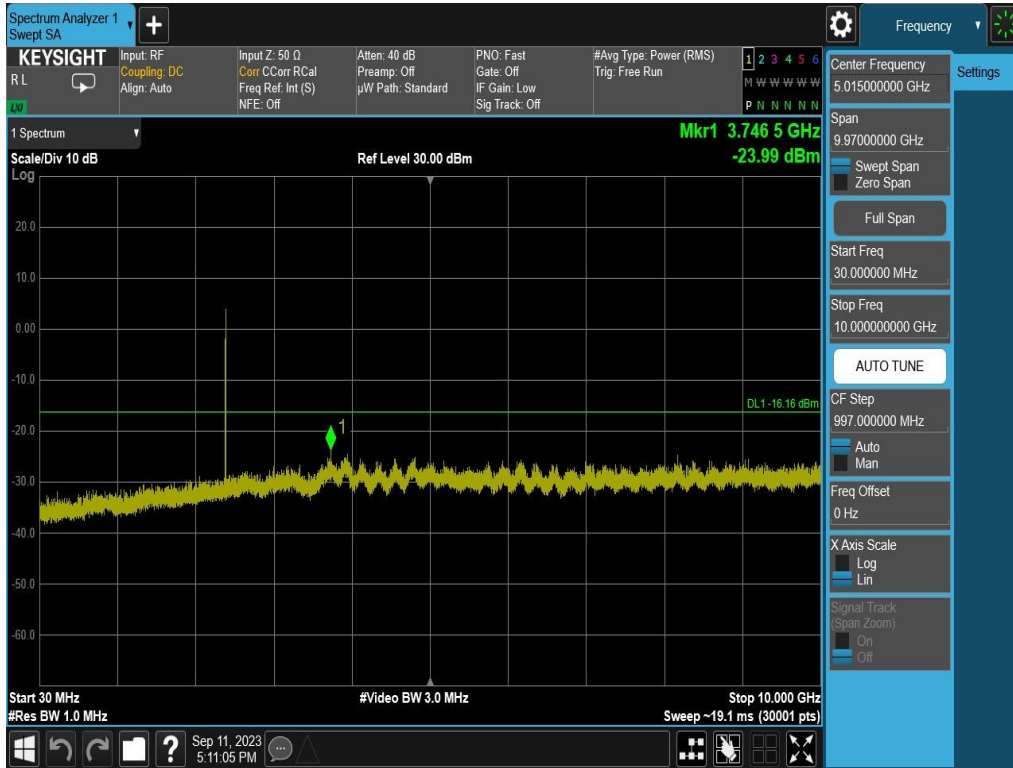 Spectrum Analyzer 1
Swept SA
Frequency
KEYSIGHT
RL
LXI
Input: RF
Coupling: DC
Align: Auto
Input Z: 50 Ω
Corr CCorr RCal
Freq Ref: Int (S)
NFE: Off
Atten: 40 dB
Preamp: Off
µW Path: Standard
PNO: Fast
Gate: Off
IF Gain: Low
Sig Track: Off
#Avg Type: Power (RMS)
Trig: Free Run
1 2 3 4 5 6
M W W W W W
P N N N N N
1 Spectrum
Scale/Div 10 dB
Log
Ref Level 30.00 dBm
Mkr1 3.746 5 GHz
-23.99 dBm
20.0
10.0
0.00
-10.0
DL1 -16.16 dBm
-20.0
1
-30.0
-40.0
-50.0
-60.0
Start 30 MHz
#Res BW 1.0 MHz
#Video BW 3.0 MHz
Stop 10.000 GHz
Sweep ~19.1 ms (30001 pts)
Center Frequency
5.015000000 GHz
Settings
Span
9.97000000 GHz
Swept Span
Zero Span
Full Span
Start Freq
30.000000 MHz
Stop Freq
10.000000000 GHz
AUTO TUNE
CF Step
997.000000 MHz
Auto
Man
Freq Offset
0 Hz
X Axis Scale
Log
Lin
Signal Track
(Span Zoom)
On
Off
?
Sep 11, 2023
5:11:05 PM